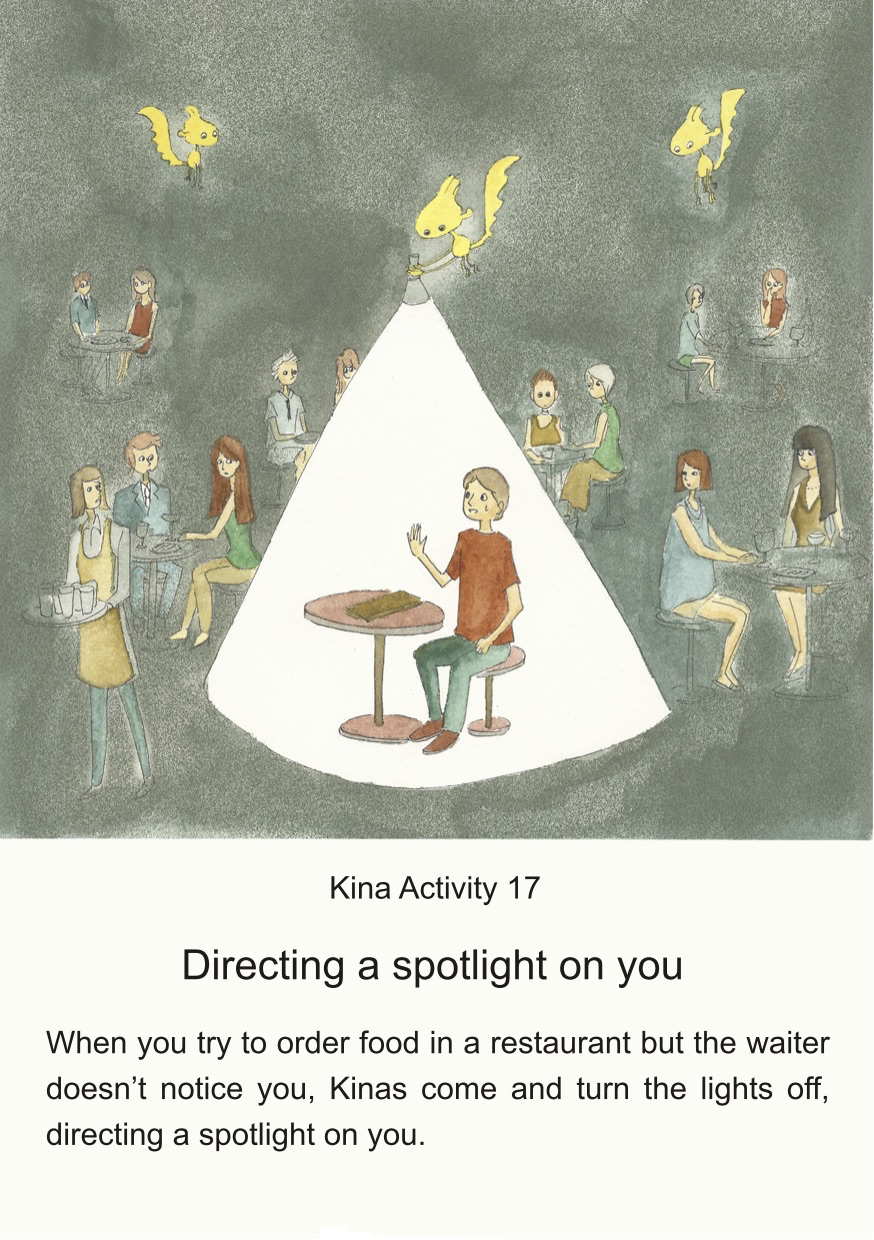 Kina Activity 17
Directing a spotlight on you
When you try to order food in a restaurant but the waiter
doesn’t notice you, Kinas come and turn the lights off,
directing a spotlight on you.